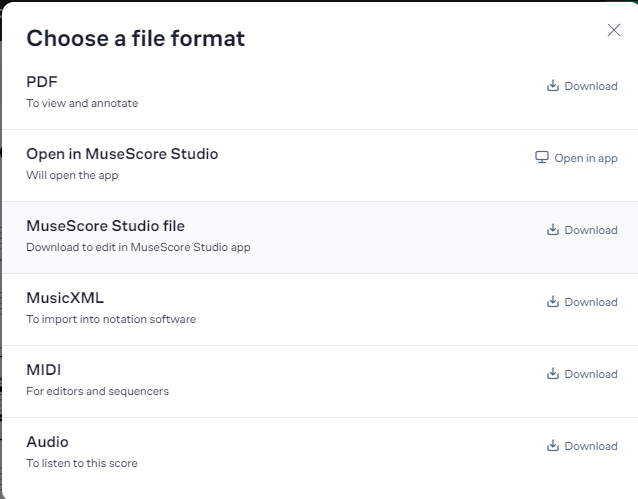 Choose a file format
PDF
Download
To view and annotate
Open in MuseScore Studio
Open in app
Will open the app
MuseScore Studio file
Download
Download to edit in MuseScore Studio app
MusicXML
Download
To import into notation software
MIDI
Download
For editors and sequencers
Audio
Download
To listen to this score